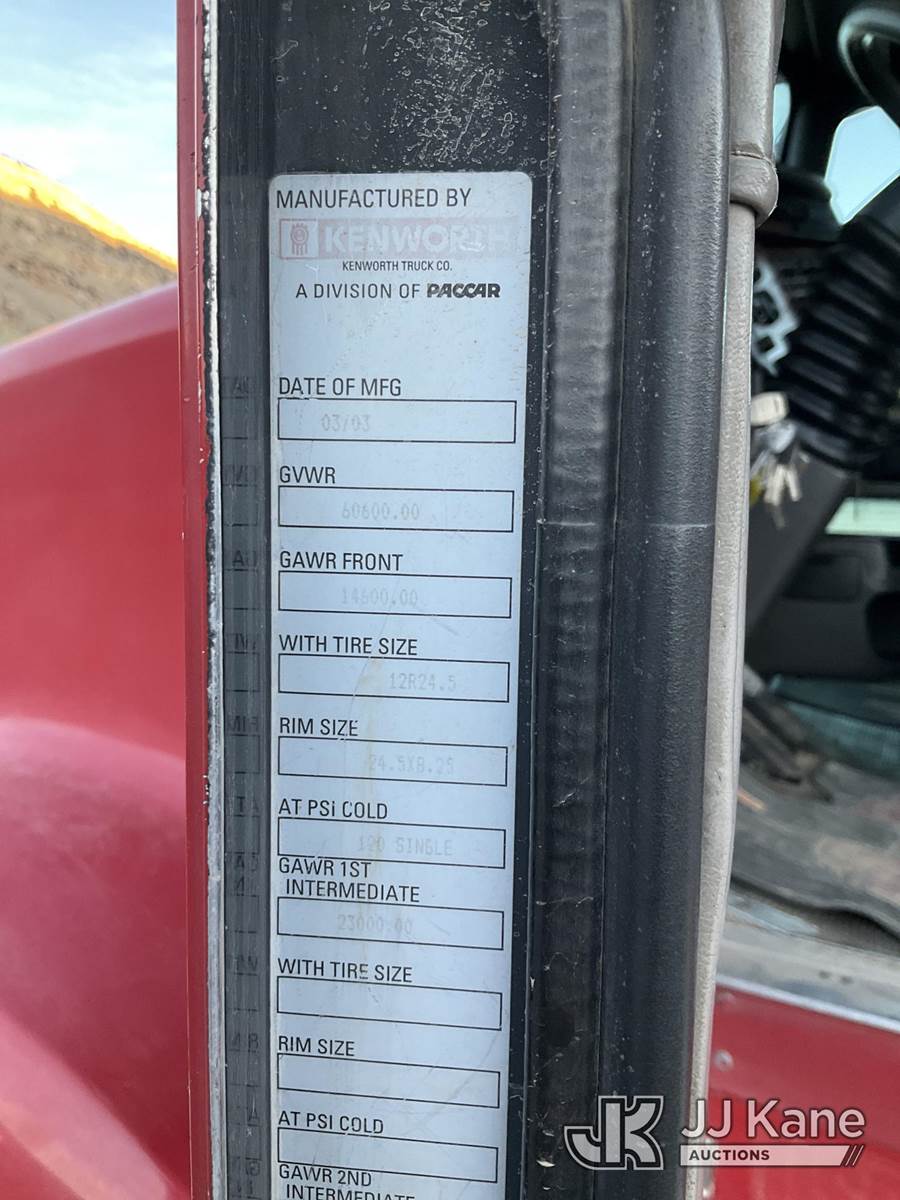 MANUFACTURED BY
KENWORTH
KENWORTH TRUCK CO.
A DIVISION OF PACCAR
DATE OF MFG
03/03
GVWR
60600.00
GAWR FRONT
14600.00
WITH TIRE SIZE
12R24.5
RIM SIZE
24.5X8.25
AT PSI COLD
120 SINGLE
GAWR 1ST
INTERMEDIATE
23000.00
WITH TIRE SIZE
RIM SIZE
AT PSI COLD
GAWR 2ND
INTERMEDIATE
JK JJ Kane
AUCTIONS